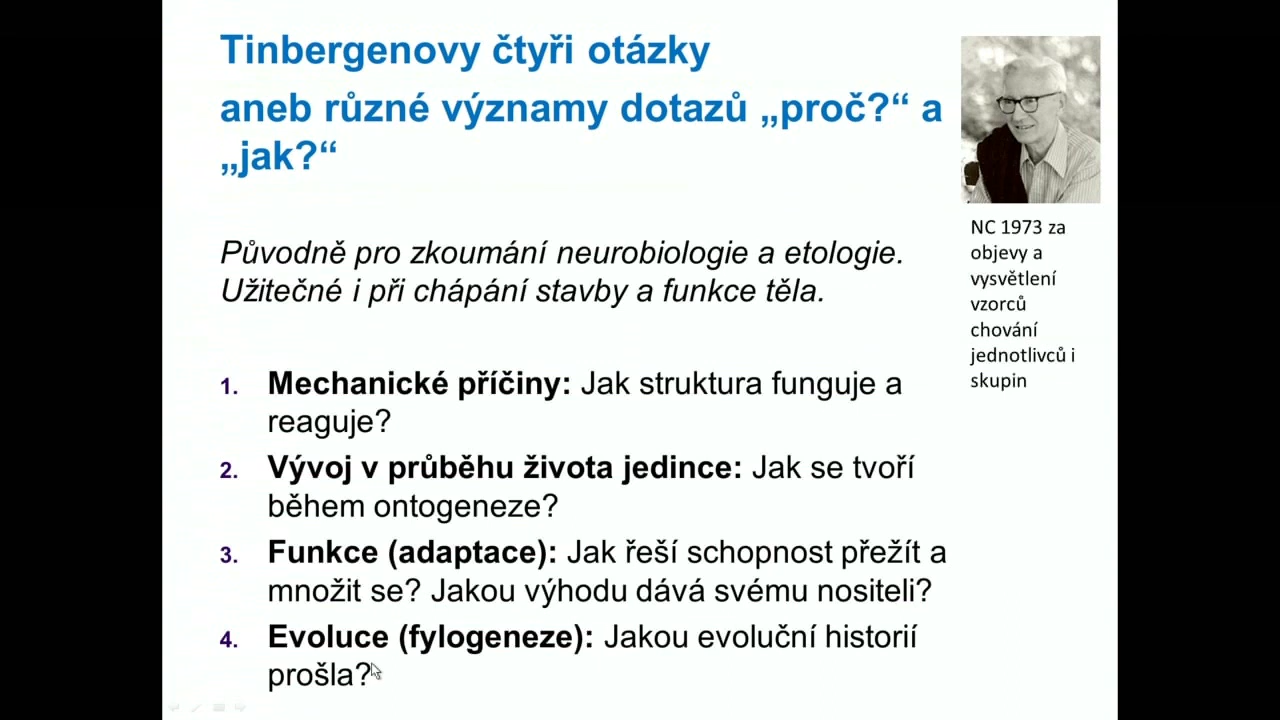 Tinbergenovy čtyři otázky
aneb různé významy dotazů „proč?“ a
„jak?“
NC 1973 za
objevy a
vysvětlení
vzorců
chování
jednotlivců i
skupin
Původně pro zkoumání neurobiologie a etologie.
Užitečné i při chápání stavby a funkce těla.
1. Mechanické příčiny: Jak struktura funguje a
reaguje?
2. Vývoj v průběhu života jedince: Jak se tvoří
během ontogeneze?
3. Funkce (adaptace): Jak řeší schopnost přežít a
množit se? Jakou výhodu dává svému nositeli?
4. Evoluce (fylogeneze): Jakou evoluční historií
prošla?